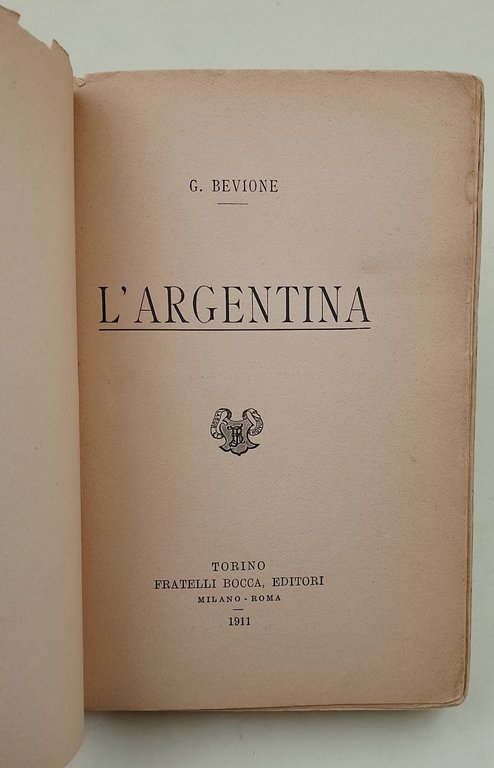 G. BEVIONE
L'ARGENTINA
TORINO
FRATELLI BOCCA, EDITORI
MILANO - ROMA
1911